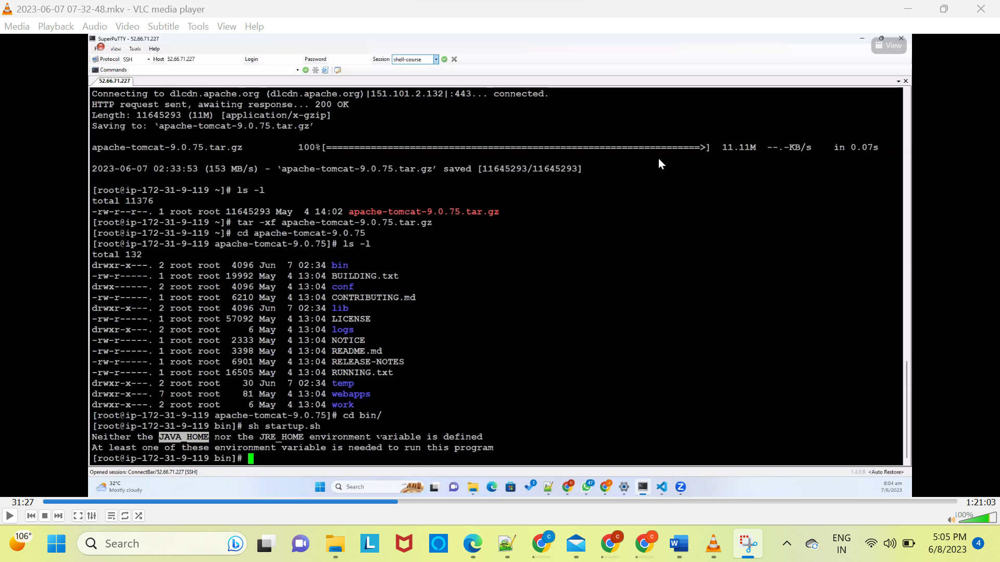 2023-06-07 07-32-48.mkv - VLC media player
Media Playback Audio Video Subtitle Tools View Help
SuperPuTTY - 52.66.71.227
View Tools Help
View
Protocol SSH Host 52.66.71.227 Login Password Session shell-course
Commands
52.66.71.227
Connecting to dlcdn.apache.org (dlcdn.apache.org)|151.101.2.132|:443... connected.
HTTP request sent, awaiting response... 200 OK
Length: 11645293 (11M) [application/x-gzip]
Saving to: ‘apache-tomcat-9.0.75.tar.gz’
apache-tomcat-9.0.75.tar.gz 100%[===================================================================>] 11.11M --.-KB/s in 0.07s
2023-06-07 02:33:53 (153 MB/s) - ‘apache-tomcat-9.0.75.tar.gz’ saved [11645293/11645293]
[root@ip-172-31-9-119 ~]# ls -l
total 11376
-rw-r--r--. 1 root root 11645293 May 4 14:02 apache-tomcat-9.0.75.tar.gz
[root@ip-172-31-9-119 ~]# tar -xf apache-tomcat-9.0.75.tar.gz
[root@ip-172-31-9-119 ~]# cd apache-tomcat-9.0.75
[root@ip-172-31-9-119 apache-tomcat-9.0.75]# ls -l
total 132
drwxr-x---. 2 root root 4096 Jun 7 02:34 bin
-rw-r-----. 1 root root 19992 May 4 13:04 BUILDING.txt
drwx------. 2 root root 4096 May 4 13:04 conf
-rw-r-----. 1 root root 6210 May 4 13:04 CONTRIBUTING.md
drwxr-x---. 2 root root 4096 Jun 7 02:34 lib
-rw-r-----. 1 root root 57092 May 4 13:04 LICENSE
drwxr-x---. 2 root root 6 May 4 13:04 logs
-rw-r-----. 1 root root 2333 May 4 13:04 NOTICE
-rw-r-----. 1 root root 3398 May 4 13:04 README.md
-rw-r-----. 1 root root 6901 May 4 13:04 RELEASE-NOTES
-rw-r-----. 1 root root 16505 May 4 13:04 RUNNING.txt
drwxr-x---. 2 root root 30 Jun 7 02:34 temp
drwxr-x---. 7 root root 81 May 4 13:04 webapps
drwxr-x---. 2 root root 6 May 4 13:04 work
[root@ip-172-31-9-119 apache-tomcat-9.0.75]# cd bin/
[root@ip-172-31-9-119 bin]# sh startup.sh
Neither the JAVA_HOME nor the JRE_HOME environment variable is defined
At least one of these environment variable is needed to run this program
[root@ip-172-31-9-119 bin]#
Opened session: ConnectBar/52.66.71.227 [SSH] 1.4.0.9 <Auto Restore>
32°C
Mostly cloudy
Search
8:04 am
7/6/2023
31:27 1:21:03
100%
106°
Search
ENG
IN
5:05 PM
6/8/2023
4